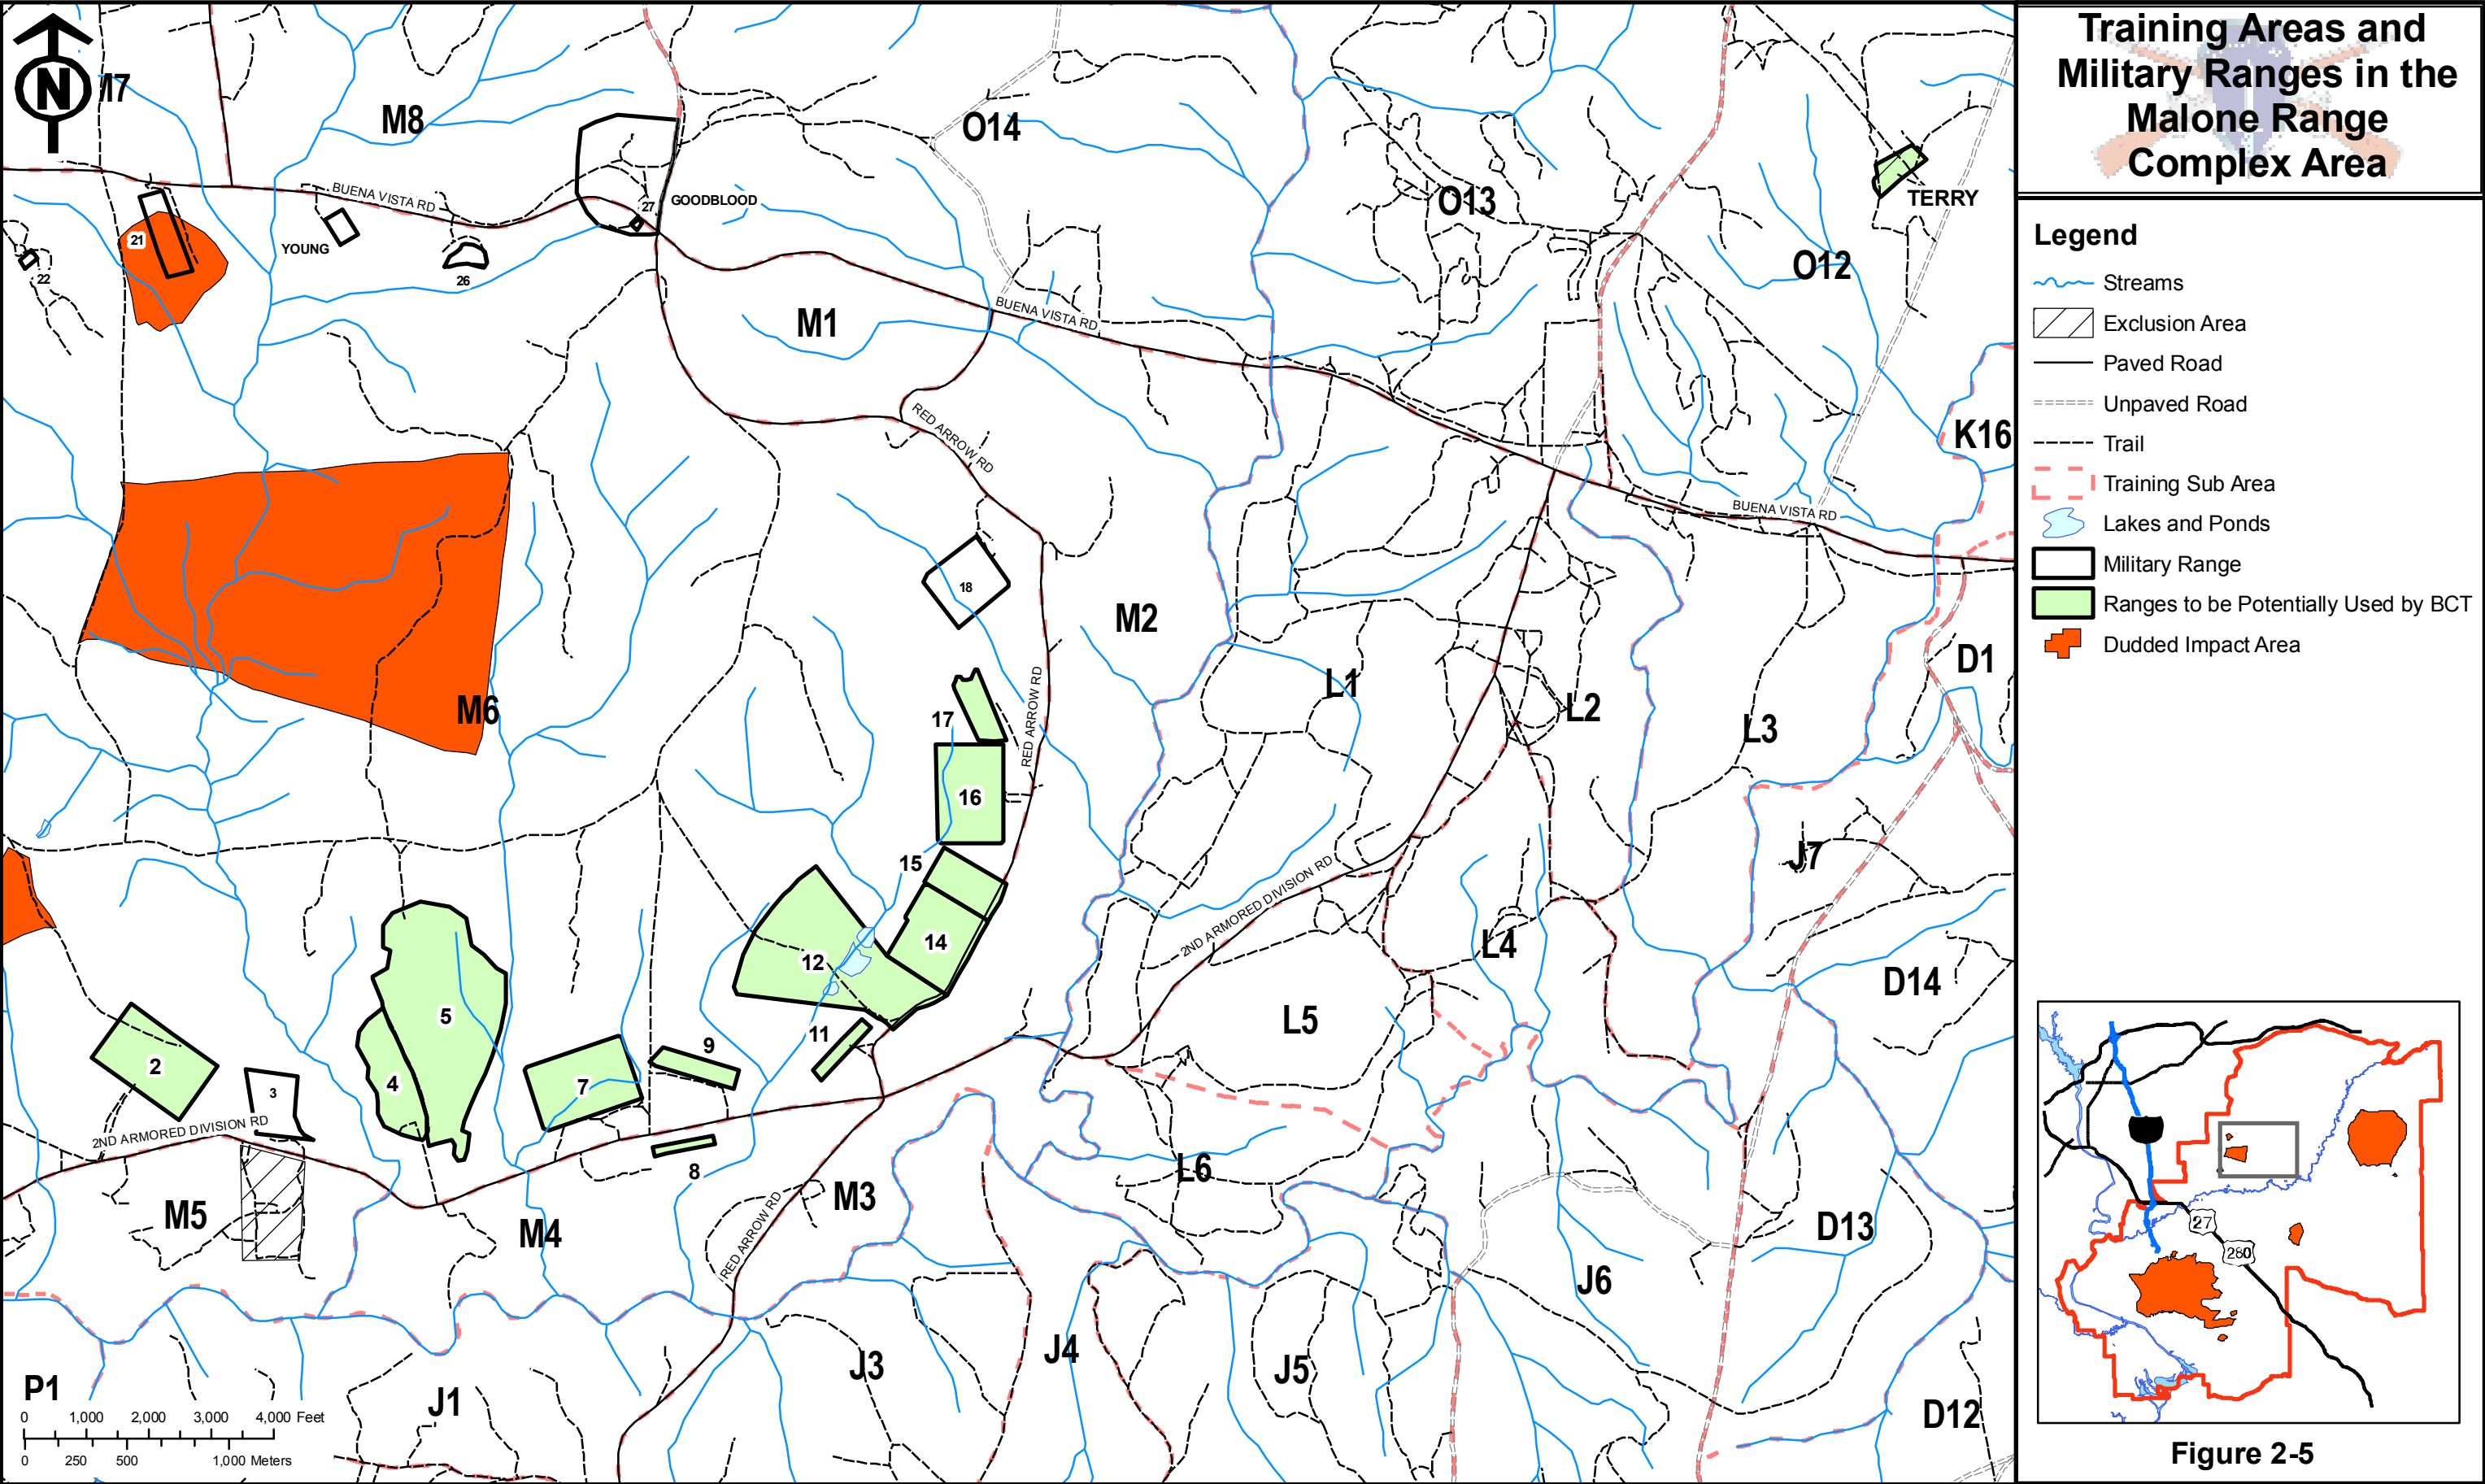 Training Areas and
Military Ranges in the
Malone Range
Complex Area
Legend
Streams
Exclusion Area
Paved Road
Unpaved Road
Trail
Training Sub Area
Lakes and Ponds
Military Range
Ranges to be Potentially Used by BCT
Dudded Impact Area
27
280
Figure 2-5
N
M7
M8
O14
O13
TERRY
O12
BUENA VISTA RD
27
GOODBLOOD
21
YOUNG
22
26
M1
BUENA VISTA RD
RED ARROW RD
K16
BUENA VISTA RD
18
M2
D1
L1
L2
L3
M6
17
RED ARROW RD
16
15
J7
2ND ARMORED DIVISION RD
14
12
L4
D14
5
L5
11
9
2
3
4
7
2ND ARMORED DIVISION RD
8
L6
M3
M5
M4
RED ARROW RD
D13
J6
J4
J3
J5
P1
J1
D12
0 1,000 2,000 3,000 4,000 Feet
0 250 500 1,000 Meters